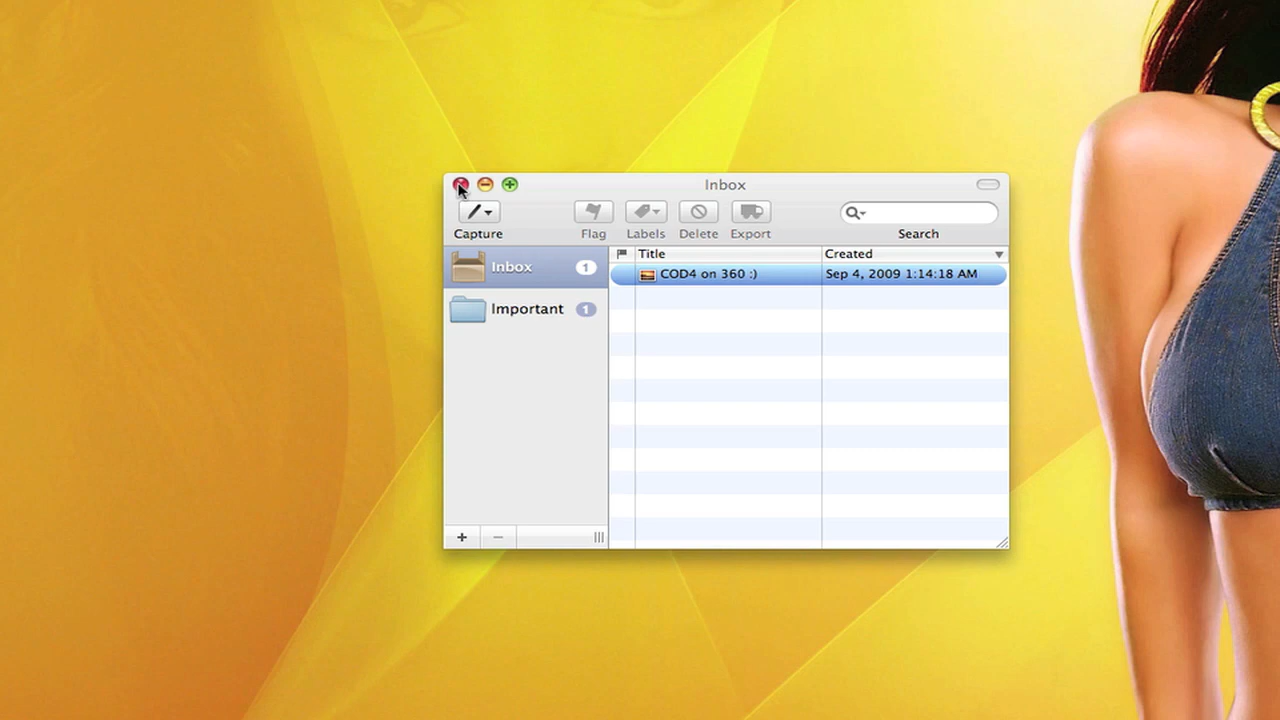 Inbox
Capture
Flag
Labels
Delete
Export
Search
Inbox 1
Important 1
Title Created
COD4 on 360 :) Sep 4, 2009 1:14:18 AM